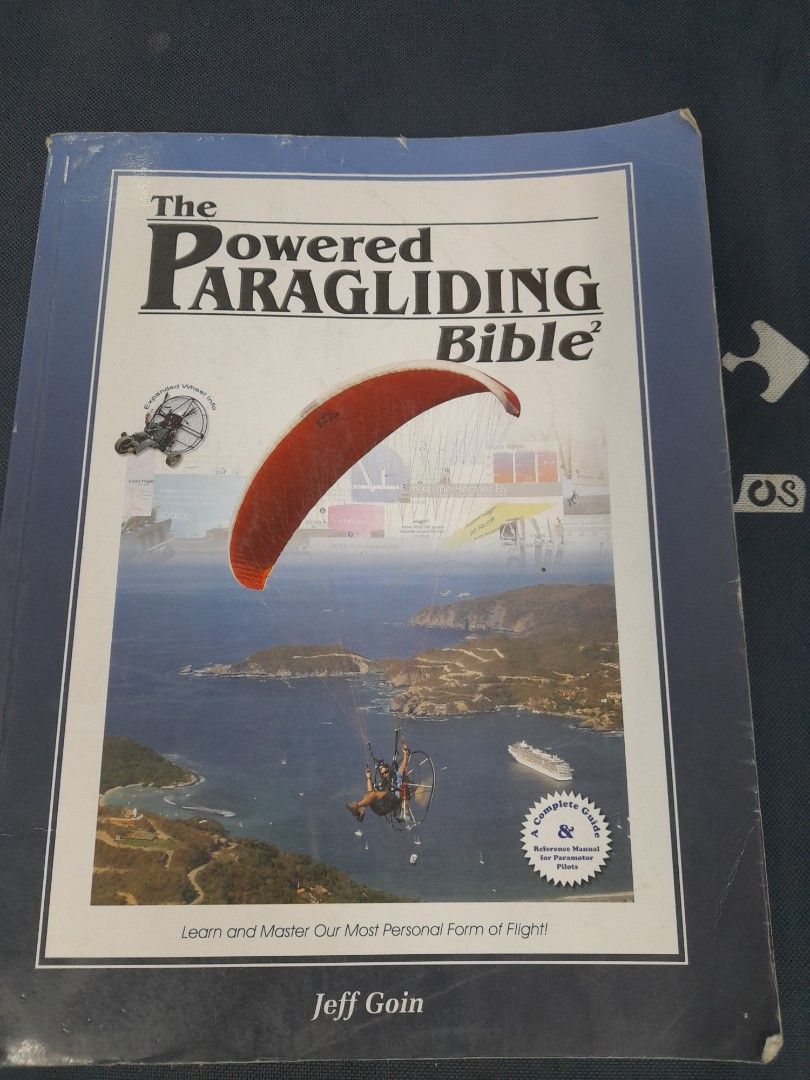 The
Powered
PARAGLIDING
Bible²
Expanded Wheel Info
A Complete Guide
&
Reference Manual
for Paramotor
Pilots
Learn and Master Our Most Personal Form of Flight!
Jeff Goin
OS